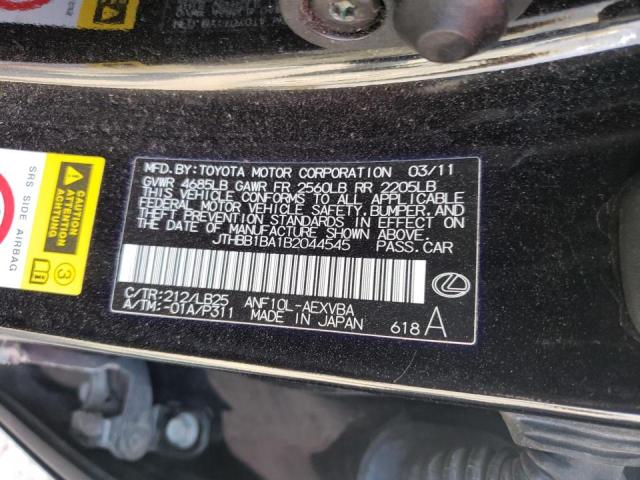 MFD.BY:TOYOTA MOTOR CORPORATION 03/11
GVWR 4685LB GAWR FR 2560LB RR 2205LB
THIS VEHICLE CONFORMS TO ALL APPLICABLE
FEDERAL MOTOR VEHICLE SAFETY,BUMPER,AND
THEFT PREVENTION STANDARDS IN EFFECT ON
THE DATE OF MANUFACTURE SHOWN ABOVE.
JTHBB1BA1B2044545 PASS.CAR
C/TR:212/LB25 ANF10L-AEXVBA
A/TM:-01A/P311 MADE IN JAPAN 618 A
SRS SIDE AIRBAG
CAUTION
ACHTUNG
3